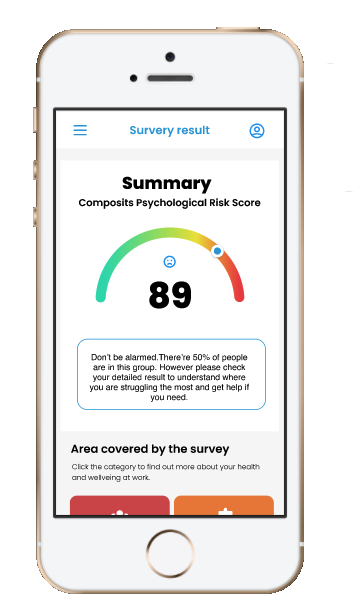 Survery result
Summary
Composits Psychological Risk Score
89
Don't be alarmed.There're 50% of people
are in this group. However please check
your detailed result to understand where
you are struggling the most and get help if
you need.
Area covered by the survey
Click the category to find out more about your health
and wellveing at work.